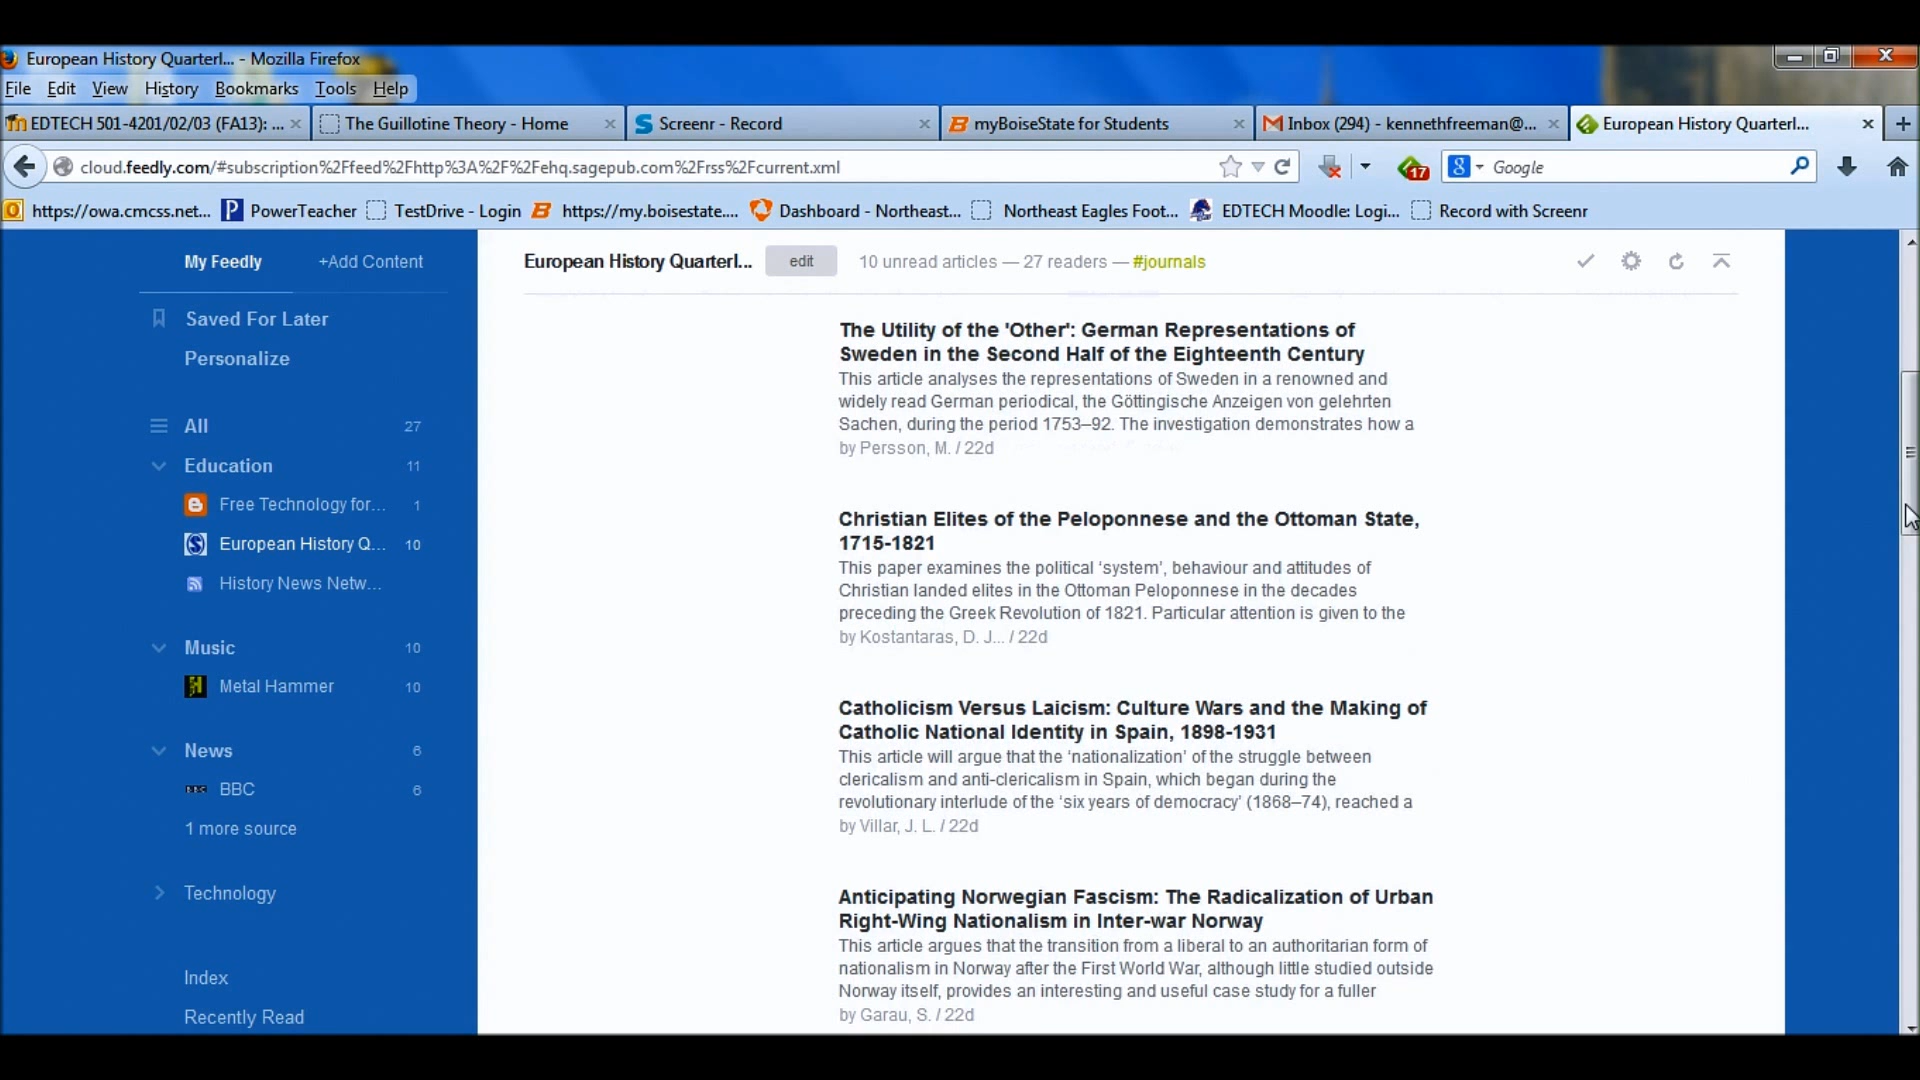 European History Quarterl... - Mozilla Firefox
File Edit View History Bookmarks Tools Help
EDTECH 501-4201/02/03 (FA13): ... The Guillotine Theory - Home Screenr - Record myBoiseState for Students Inbox (294) - kennethfreeman@... European History Quarterl...
cloud.feedly.com/#subscription%2Ffeed%2Fhttp%3A%2F%2Fehq.sagepub.com%2Frss%2Fcurrent.xml 17 Google
https://owa.cmcss.net... PowerTeacher TestDrive - Login https://my.boisestate.... Dashboard - Northeast... Northeast Eagles Foot... EDTECH Moodle: Logi... Record with Screenr
My Feedly +Add Content
Saved For Later
Personalize
All 27
Education 11
Free Technology for... 1
European History Q... 10
History News Netw...
Music 10
Metal Hammer 10
News 6
BBC BBC 6
1 more source
Technology
Index
Recently Read
European History Quarterl... edit 10 unread articles — 27 readers — #journals
The Utility of the 'Other': German Representations of
Sweden in the Second Half of the Eighteenth Century
This article analyses the representations of Sweden in a renowned and
widely read German periodical, the Göttingische Anzeigen von gelehrten
Sachen, during the period 1753–92. The investigation demonstrates how a
by Persson, M. / 22d
Christian Elites of the Peloponnese and the Ottoman State,
1715-1821
This paper examines the political ‘system’, behaviour and attitudes of
Christian landed elites in the Ottoman Peloponnese in the decades
preceding the Greek Revolution of 1821. Particular attention is given to the
by Kostantaras, D. J... / 22d
Catholicism Versus Laicism: Culture Wars and the Making of
Catholic National Identity in Spain, 1898-1931
This article will argue that the ‘nationalization’ of the struggle between
clericalism and anti-clericalism in Spain, which began during the
revolutionary interlude of the ‘six years of democracy’ (1868–74), reached a
by Villar, J. L. / 22d
Anticipating Norwegian Fascism: The Radicalization of Urban
Right-Wing Nationalism in Inter-war Norway
This article argues that the transition from a liberal to an authoritarian form of
nationalism in Norway after the First World War, although little studied outside
Norway itself, provides an interesting and useful case study for a fuller
by Garau, S. / 22d